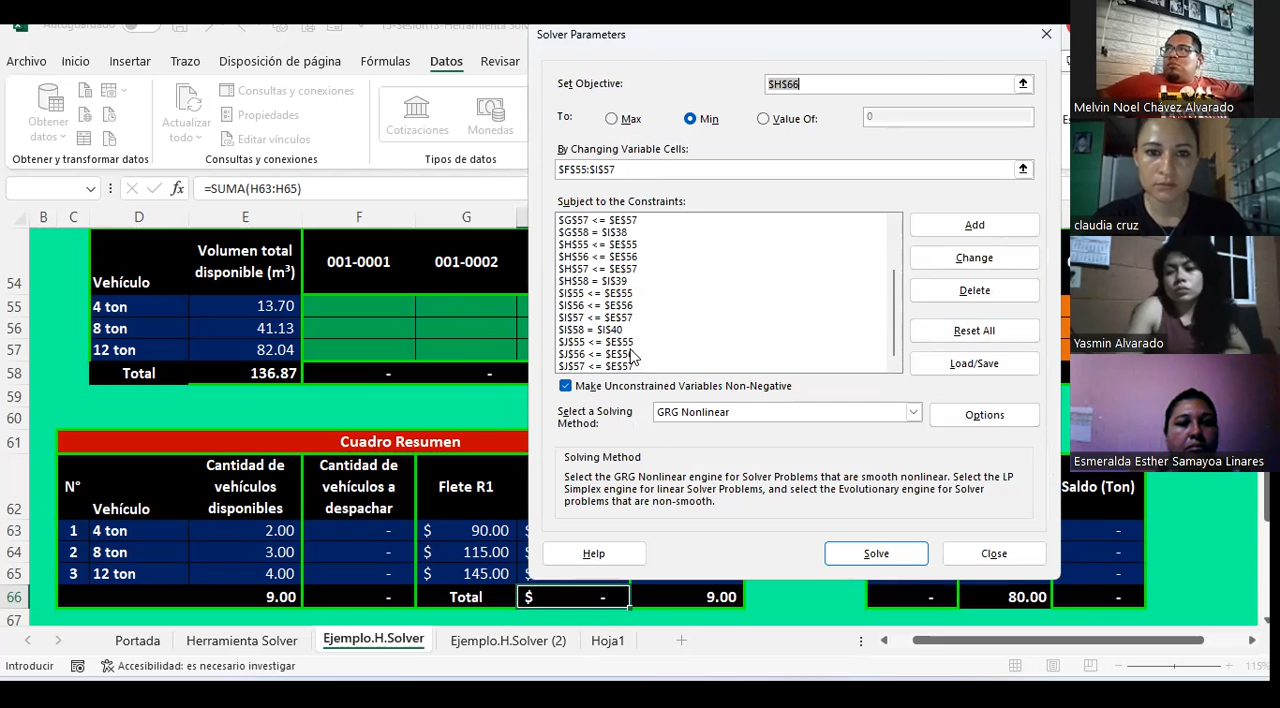 Autoguardado
Solver Parameters
Archivo Inicio Insertar Trazo Disposición de página Fórmulas Datos Revisar
Obtener datos
Obtener y transformar datos
Actualizar todo
Consultas y conexiones
Propiedades
Editar vínculos
Consultas y conexiones
Cotizaciones
Monedas
Tipos de datos
=SUMA(H63:H65)
B C D E F G
54 Vehículo Volumen total disponible (m³) 001-0001 001-0002
55 4 ton 13.70
56 8 ton 41.13
57 12 ton 82.04
58 Total 136.87 - -
59
60
61 Cuadro Resumen
62 N° Vehículo Cantidad de vehículos disponibles Cantidad de vehículos a despachar Flete R1 Saldo (Ton)
63 1 4 ton 2.00 - $ 90.00 $ -
64 2 8 ton 3.00 - $ 115.00 $ -
65 3 12 ton 4.00 - $ 145.00 $ -
66 9.00 - Total $ - 9.00 - 80.00 -
67
Set Objective: $H$66
To: Max Min Value Of: 0
By Changing Variable Cells:
$F$55:$I$57
Subject to the Constraints:
$G$57 <= $E$57
$G$58 = $I$38
$H$55 <= $E$55
$H$56 <= $E$56
$H$57 <= $E$57
$H$58 = $I$39
$I$55 <= $E$55
$I$56 <= $E$56
$I$57 <= $E$57
$I$58 = $I$40
$J$55 <= $E$55
$J$56 <= $E$56
$J$57 <= $E$57
Add
Change
Delete
Reset All
Load/Save
Make Unconstrained Variables Non-Negative
Select a Solving Method: GRG Nonlinear
Options
Solving Method
Select the GRG Nonlinear engine for Solver Problems that are smooth nonlinear. Select the LP
Simplex engine for linear Solver Problems, and select the Evolutionary engine for Solver
problems that are non-smooth.
Help Solve Close
Portada Herramienta Solver Ejemplo.H.Solver Ejemplo.H.Solver (2) Hoja1
Introducir Accesibilidad: es necesario investigar 115%
Melvin Noel Chávez Alvarado
claudia cruz
Yasmin Alvarado
Esmeralda Esther Samayoa Linares